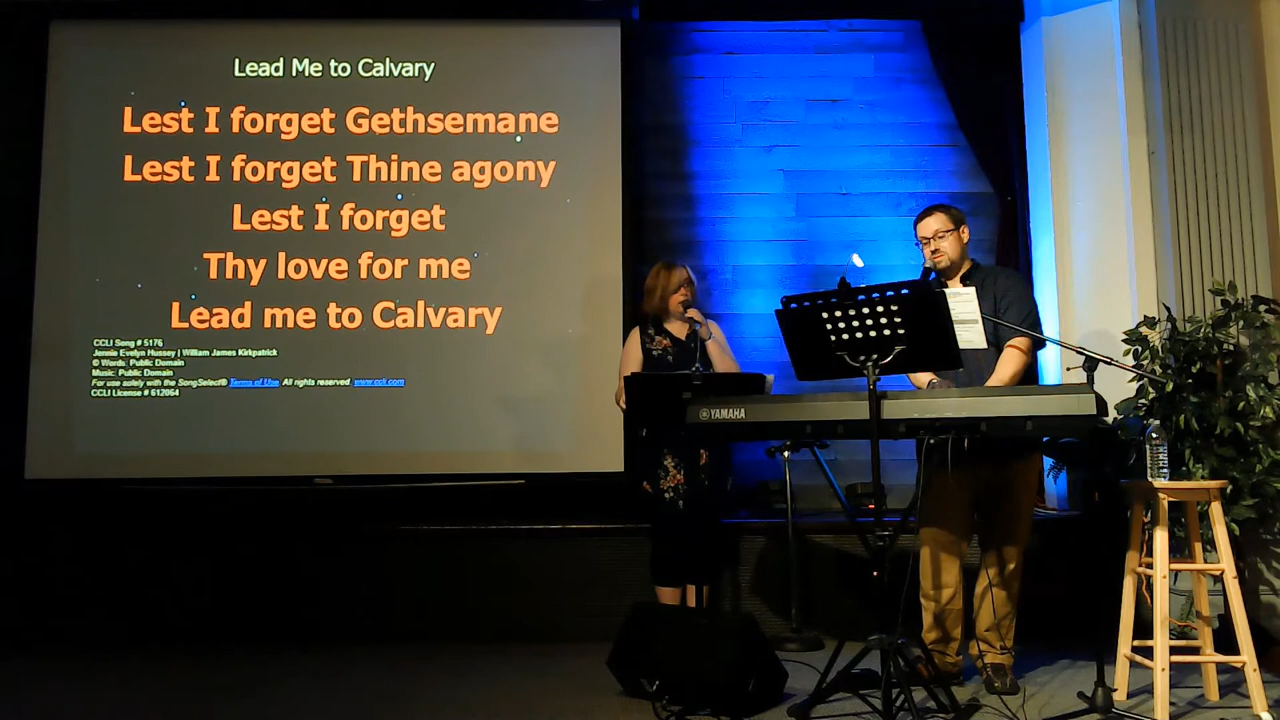 Lead Me to Calvary
Lest I forget Gethsemane
Lest I forget Thine agony
Lest I forget
Thy love for me
Lead me to Calvary
CCLI Song # 5176
Jennie Evelyn Hussey | William James Kirkpatrick
© Words: Public Domain
Music: Public Domain
For use solely with the SongSelect® Terms of Use. All rights reserved. www.ccli.com
CCLI License # 612064
YAMAHA